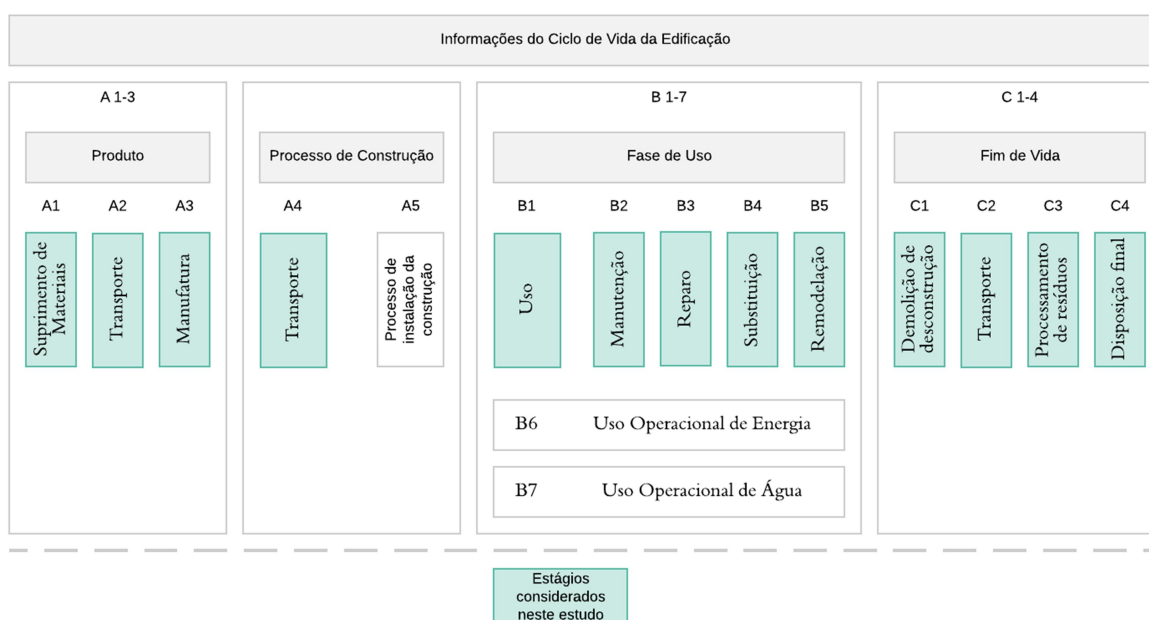 Informações do Ciclo de Vida da Edificação
A 1-3
B 1-7
C 1-4
Produto
Processo de Construção
Fase de Uso
Fim de Vida
A1
A2
A3
A4
A5
B1
B2
B3
B4
B5
C1
C2
C3
C4
Suprimento de
Materiais
Transporte
Manufatura
Transporte
Processo de
instalação da
construção
Uso
Manutenção
Reparo
Substituição
Remodelação
Demolição de
desconstrução
Transporte
Processamento
de resíduos
Disposição final
B6 Uso Operacional de Energia
B7 Uso Operacional de Água
Estágios
considerados
neste estudo